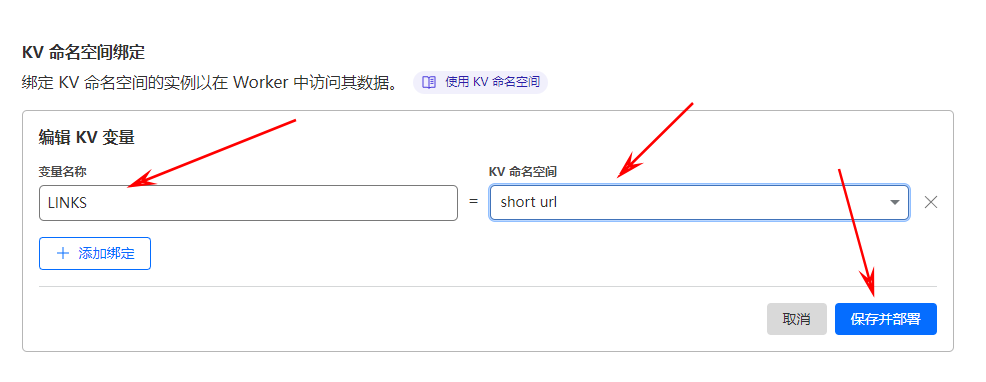 KV 命名空间绑定
绑定 KV 命名空间的实例以在 Worker 中访问其数据。 使用 KV 命名空间
编辑 KV 变量
变量名称 KV 命名空间
LINKS = short url
+ 添加绑定
取消 保存并部署